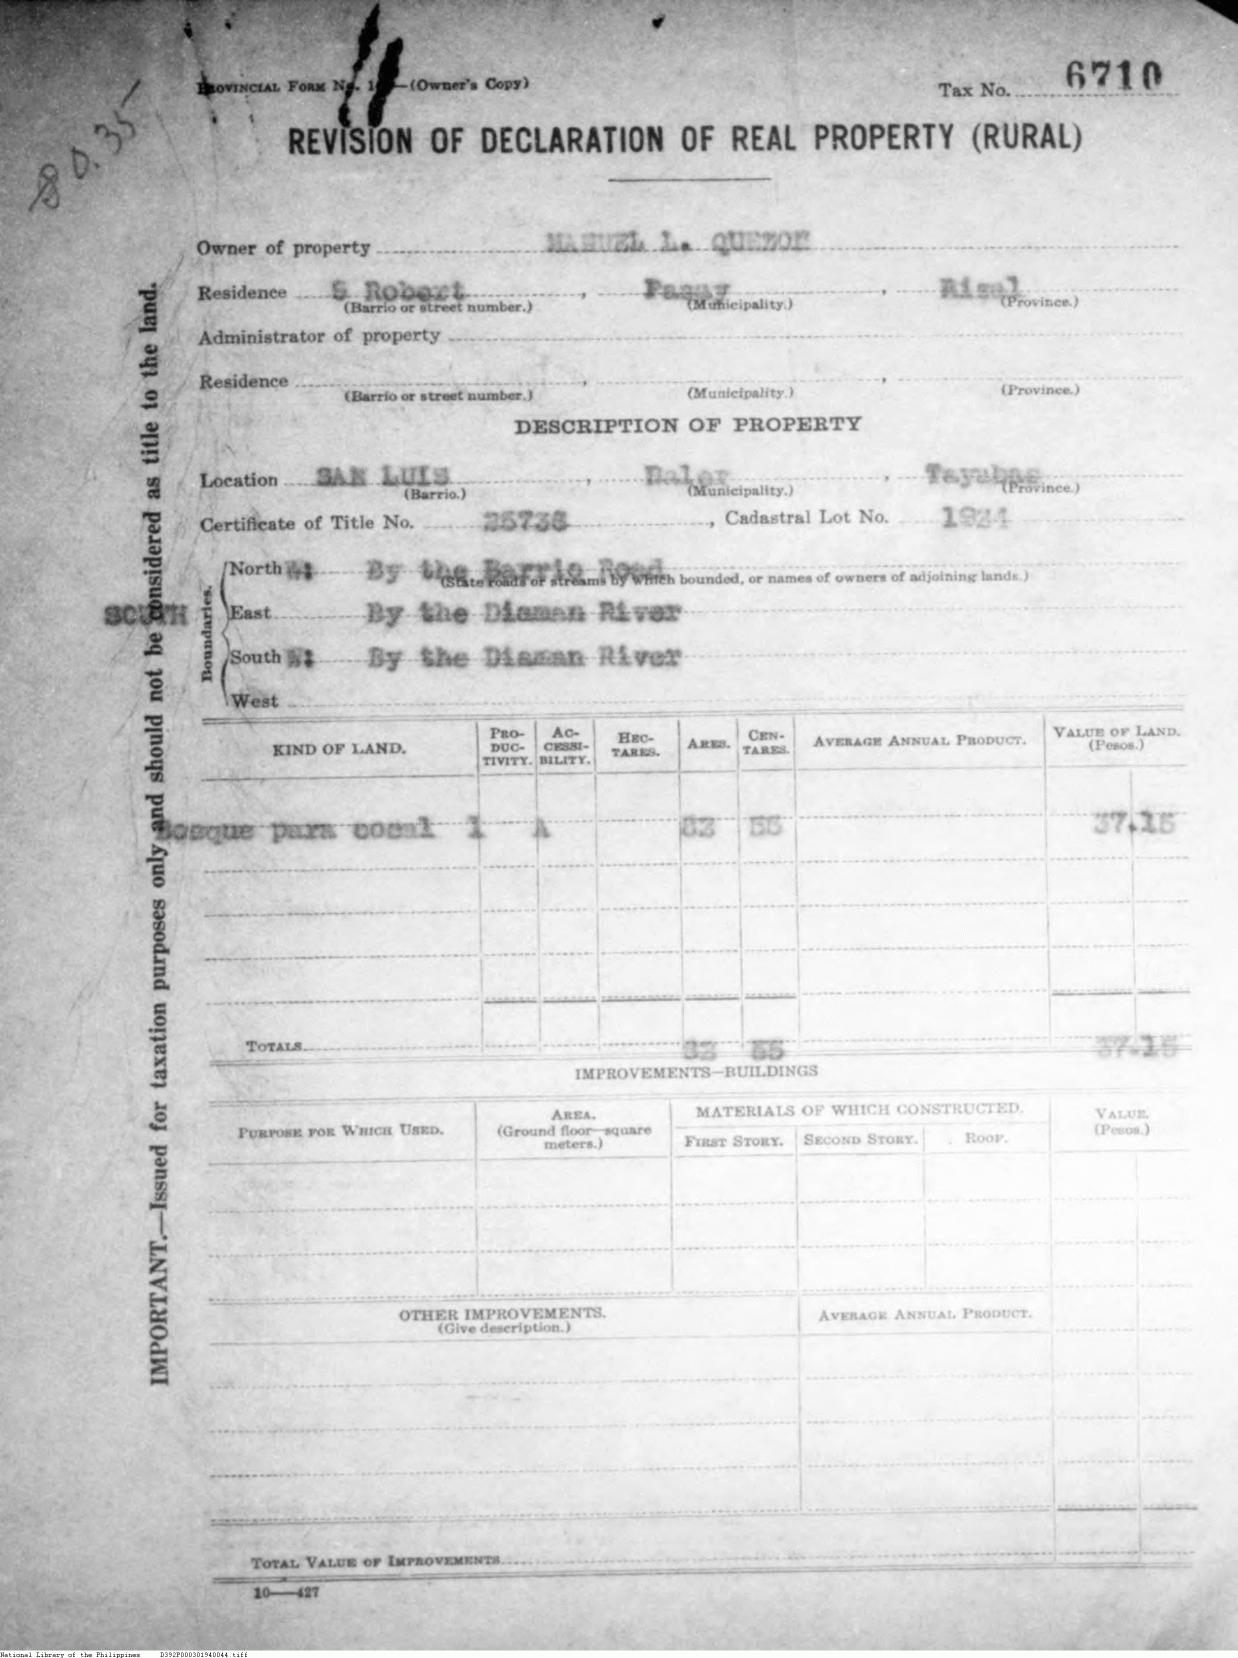 PROVINCIAL FORM No. 1 —(Owner's Copy)
Tax No. 6710
80.35
REVISION OF DECLARATION OF REAL PROPERTY (RURAL)
Owner of property MANUEL L. QUEZON
Residence 5 Robert, Pasay, Rizal
(Barrio or street number.) (Municipality.) (Province.)
Administrator of property
Residence
(Barrio or street number.) (Municipality.) (Province.)
DESCRIPTION OF PROPERTY
Location SAN LUIS, Baler, Tayabas
(Barrio.) (Municipality.) (Province.)
Certificate of Title No. , Cadastral Lot No.
Boundaries.
North By the Barrio Road
(State roads or streams by which bounded, or names of owners of adjoining lands.)
SOUTH
East By the Diaman River
South By the Diaman River
West
KIND OF LAND. PRODUCTIVITY. ACCESSIBILITY. HECTARES. ARES. CENTARES. AVERAGE ANNUAL PRODUCT. VALUE OF LAND. (Pesos.)
Bosque para cocal 1 A 37.15
TOTALS 37.15
IMPROVEMENTS—BUILDINGS
PURPOSE FOR WHICH USED. AREA. (Ground floor—square meters.) MATERIALS OF WHICH CONSTRUCTED. VALUE. (Pesos.)
FIRST STORY. SECOND STORY. ROOF.
OTHER IMPROVEMENTS. AVERAGE ANNUAL PRODUCT.
(Give description.)
TOTAL VALUE OF IMPROVEMENTS
10—427
IMPORTANT.—Issued for taxation purposes only and should not be considered as title to the land.
National Library of the Philippines D392P000301940044.tiff